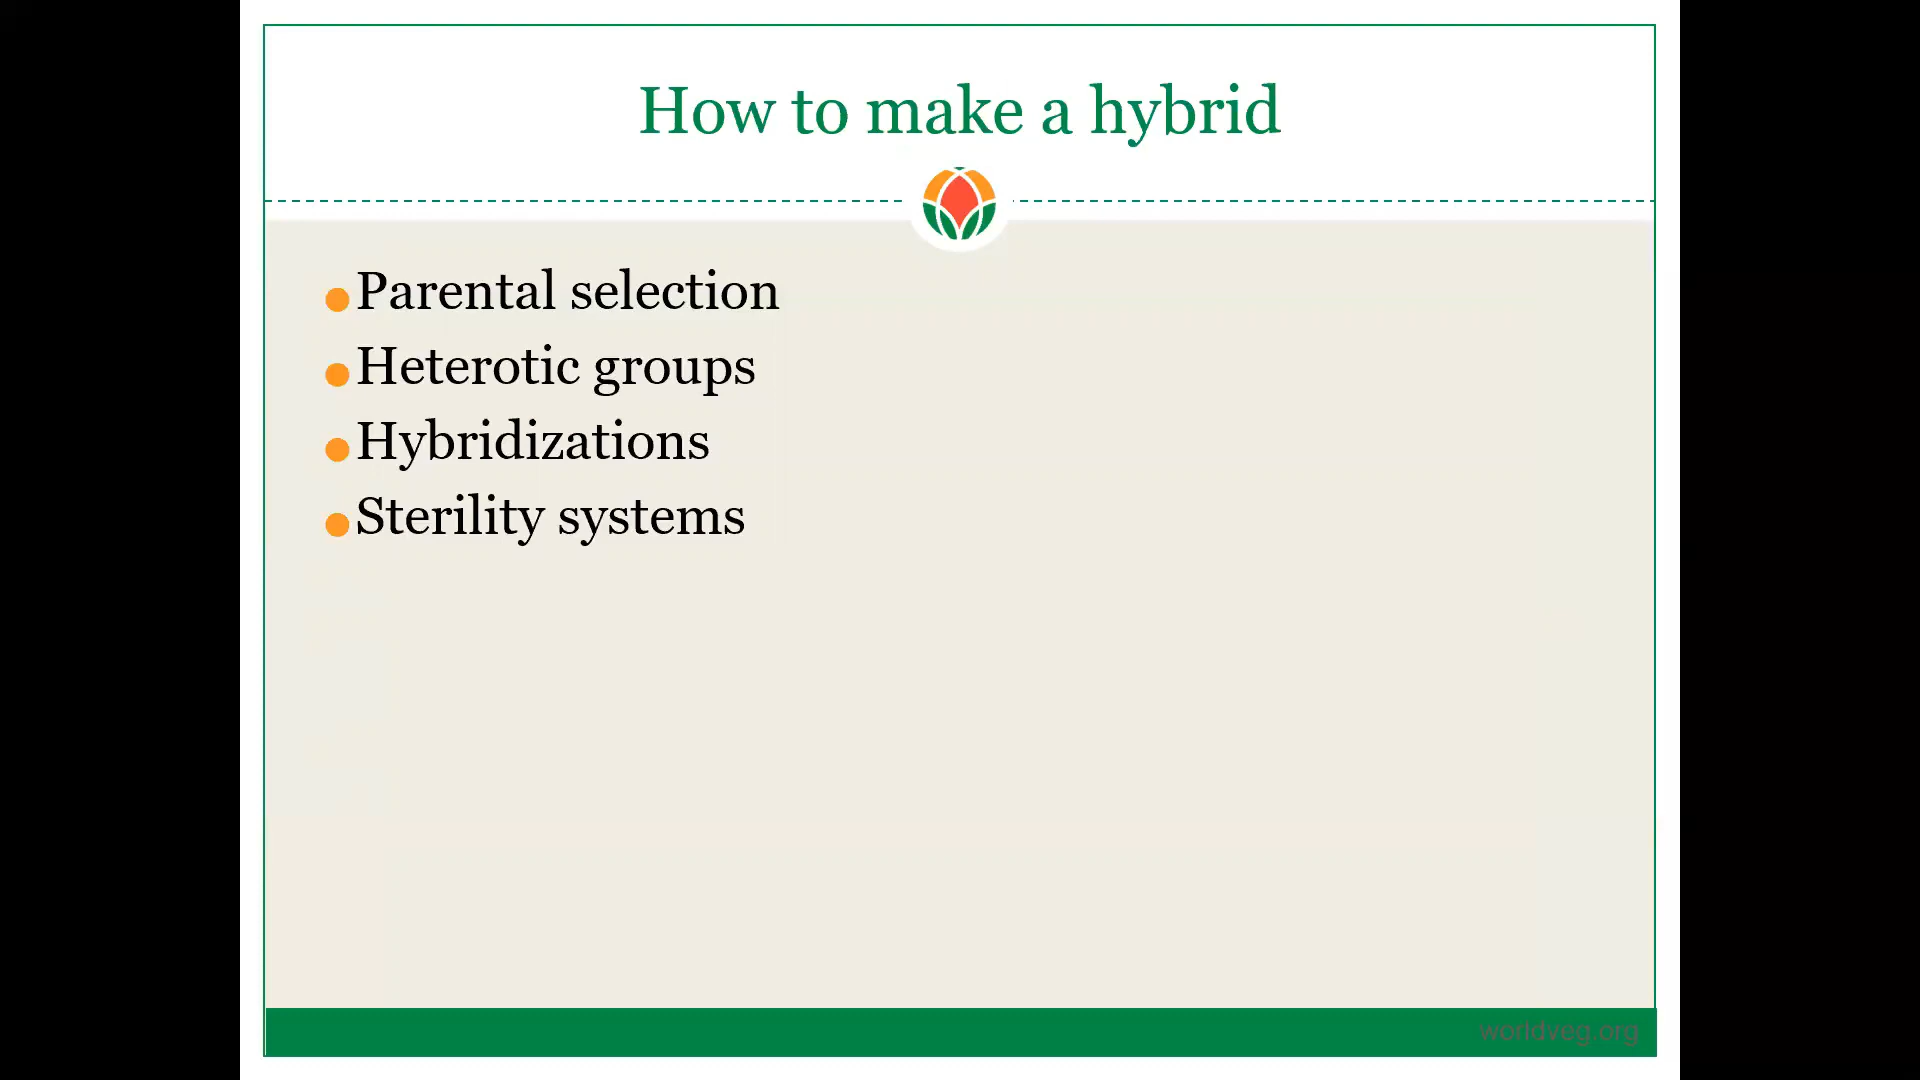 How to make a hybrid
Parental selection
Heterotic groups
Hybridizations
Sterility systems
worldveg.org